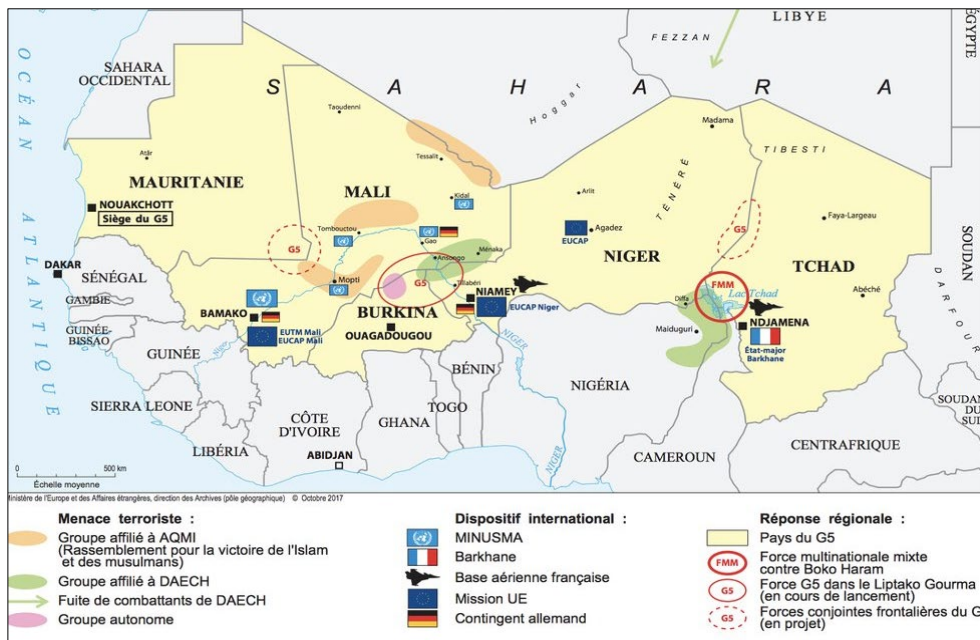 LIBYE
ÉGYPTE
FEZZAN
OCÉAN ATLANTIQUE
SAHARA
OCCIDENTAL
S A H A R A
Hoggar
Taoudenni
Madama
TIBESTI
Atâr
Tessalit
MAURITANIE
MALI
Kidal
Arlit
TÉNÉRÉ
NOUAKCHOTT
Siège du G5
Tombouctou
Gao
Agadez
EUCAP
Faya-Largeau
G5
G5
Ménaka
Ansongo
NIGER
TCHAD
SOUDAN
DAKAR
SÉNÉGAL
Mopti
G5
Tillabéri
NIAMEY
FMM
Lac Tchad
Diffa
Abéché
DARFOUR
GAMBIE
BAMAKO
BURKINA
EUCAP Niger
GUINÉE-
BISSAO
EUTM Mali
EUCAP Mali
OUAGADOUGOU
Maiduguri
NDJAMENA
État-major
Barkhane
GUINÉE
NIGER
BÉNIN
NIGÉRIA
SIERRA LEONE
CÔTE
D'IVOIRE
GHANA
TOGO
SOUDAN
DU
SU
LIBÉRIA
ABIDJAN
NIGER
CAMEROUN
CENTRAFRIQUE
0 500 km
Échelle moyenne
Ministère de l'Europe et des Affaires étrangères, direction des Archives (pôle géographique) © Octobre 2017
Menace terroriste :
Groupe affilié à AQMI
(Rassemblement pour la victoire de l'Islam
et des musulmans)
Groupe affilié à DAECH
Fuite de combattants de DAECH
Groupe autonome
Dispositif international :
MINUSMA
Barkhane
Base aérienne française
Mission UE
Contingent allemand
Réponse régionale :
Pays du G5
FMM
Force multinationale mixte
contre Boko Haram
G5
Force G5 dans le Liptako Gourma
(en cours de lancement)
G5
Forces conjointes frontalières du G
(en projet)